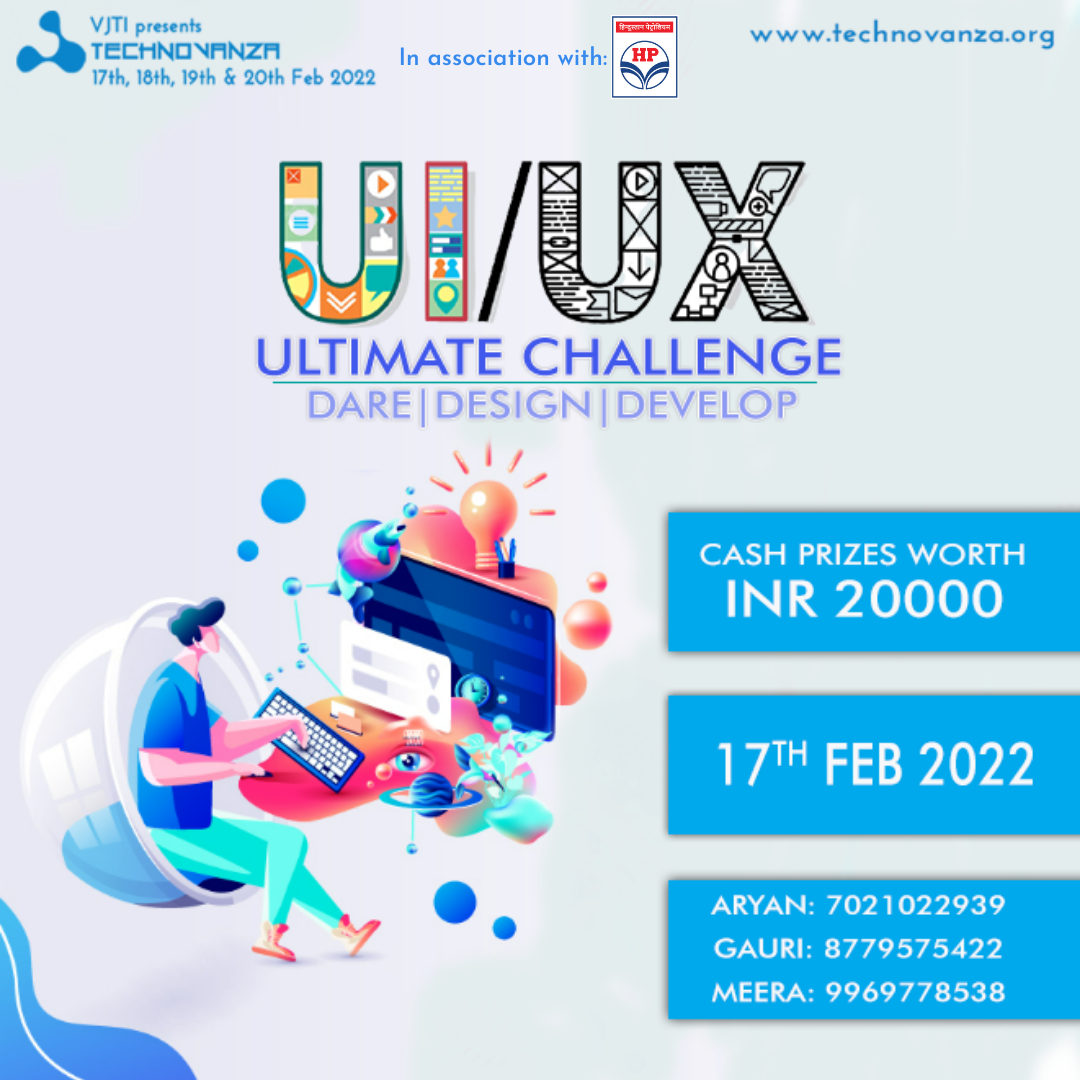 VJTI presents
TECHNOVANZA
17th, 18th, 19th & 20th Feb 2022
In association with:
हिन्दुस्तान पेट्रोलियम
HP
www.technovanza.org
UI/UX
ULTIMATE CHALLENGE
DARE|DESIGN|DEVELOP
CASH PRIZES WORTH
INR 20000
17TH FEB 2022
ARYAN: 7021022939
GAURI: 8779575422
MEERA: 9969778538